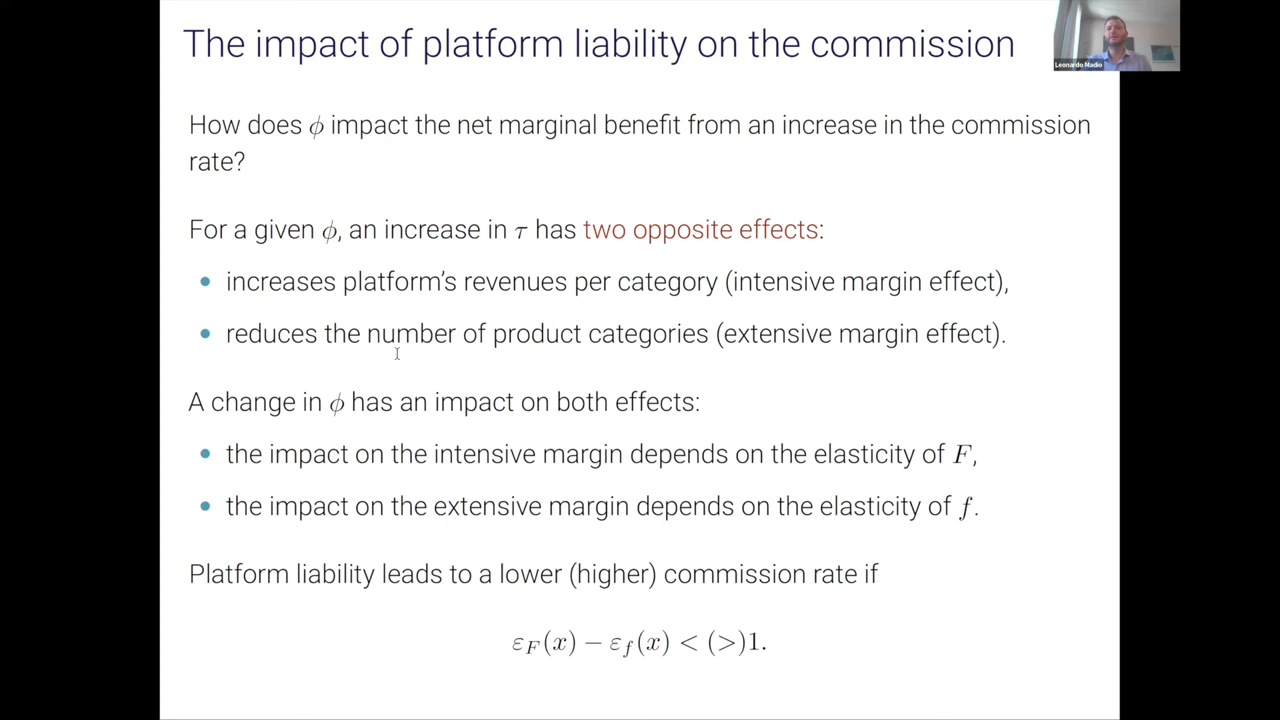 The impact of platform liability on the commission
Leonardo Madio
How does ϕ impact the net marginal benefit from an increase in the commission
rate?
For a given ϕ, an increase in τ has two opposite effects:
• increases platform's revenues per category (intensive margin effect),
• reduces the number of product categories (extensive margin effect).
A change in ϕ has an impact on both effects:
• the impact on the intensive margin depends on the elasticity of F,
• the impact on the extensive margin depends on the elasticity of f.
Platform liability leads to a lower (higher) commission rate if
ε_F(x) − ε_f(x) < (>)1.